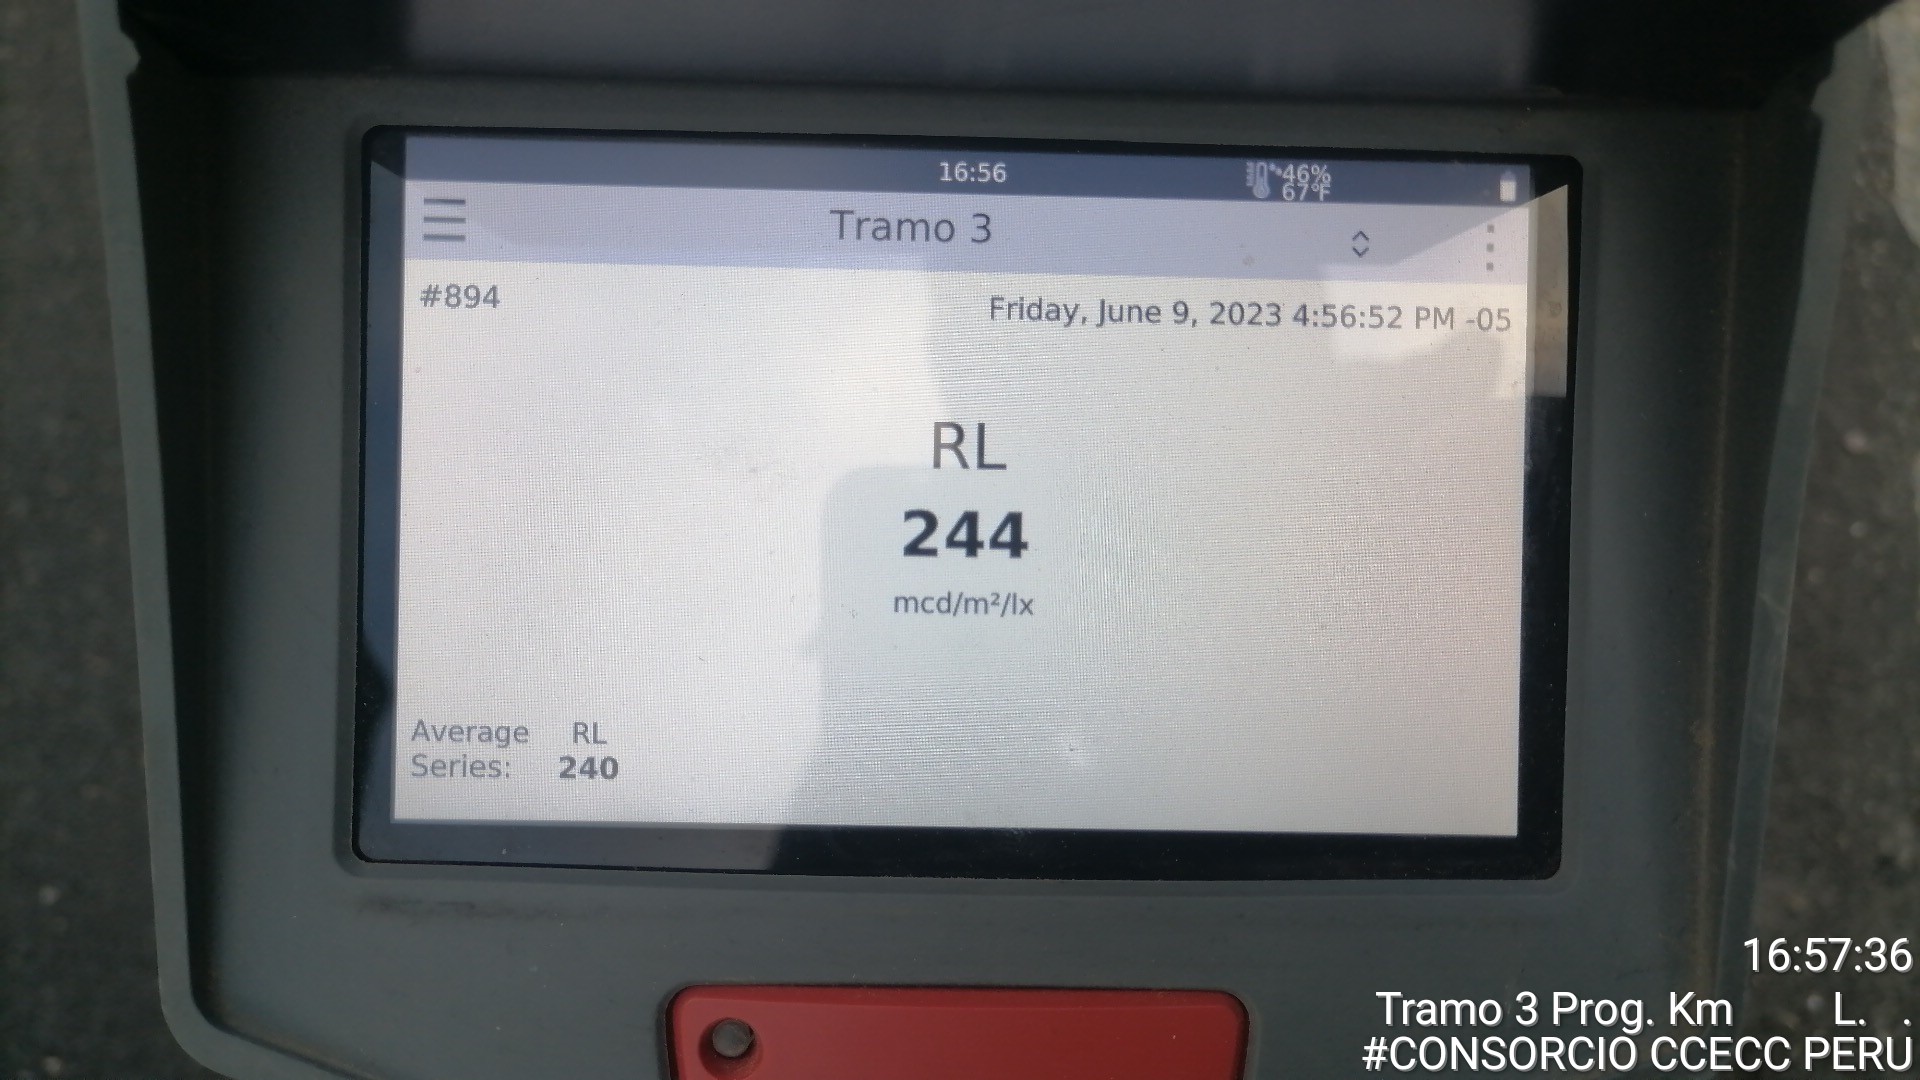 16:56
46%
67°F
Tramo 3
#894
Friday, June 9, 2023 4:56:52 PM -05
RL
244
mcd/m²/lx
Average RL
Series: 240
16:57:36
Tramo 3 Prog. Km L. .
#CONSORCIO CCECC PERU